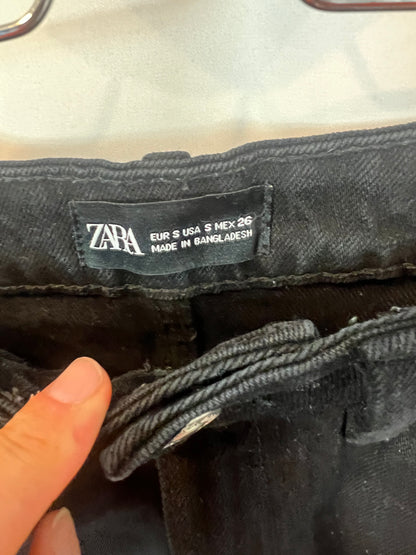 ZARA
EUR S USA S MEX 26
MADE IN BANGLADESH